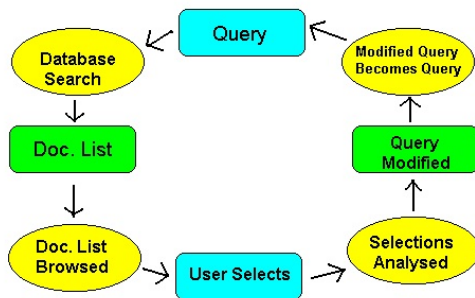 Query
Database
Search
Doc. List
Doc. List
Browsed
User Selects
Selections
Analysed
Query
Modified
Modified Query
Becomes Query